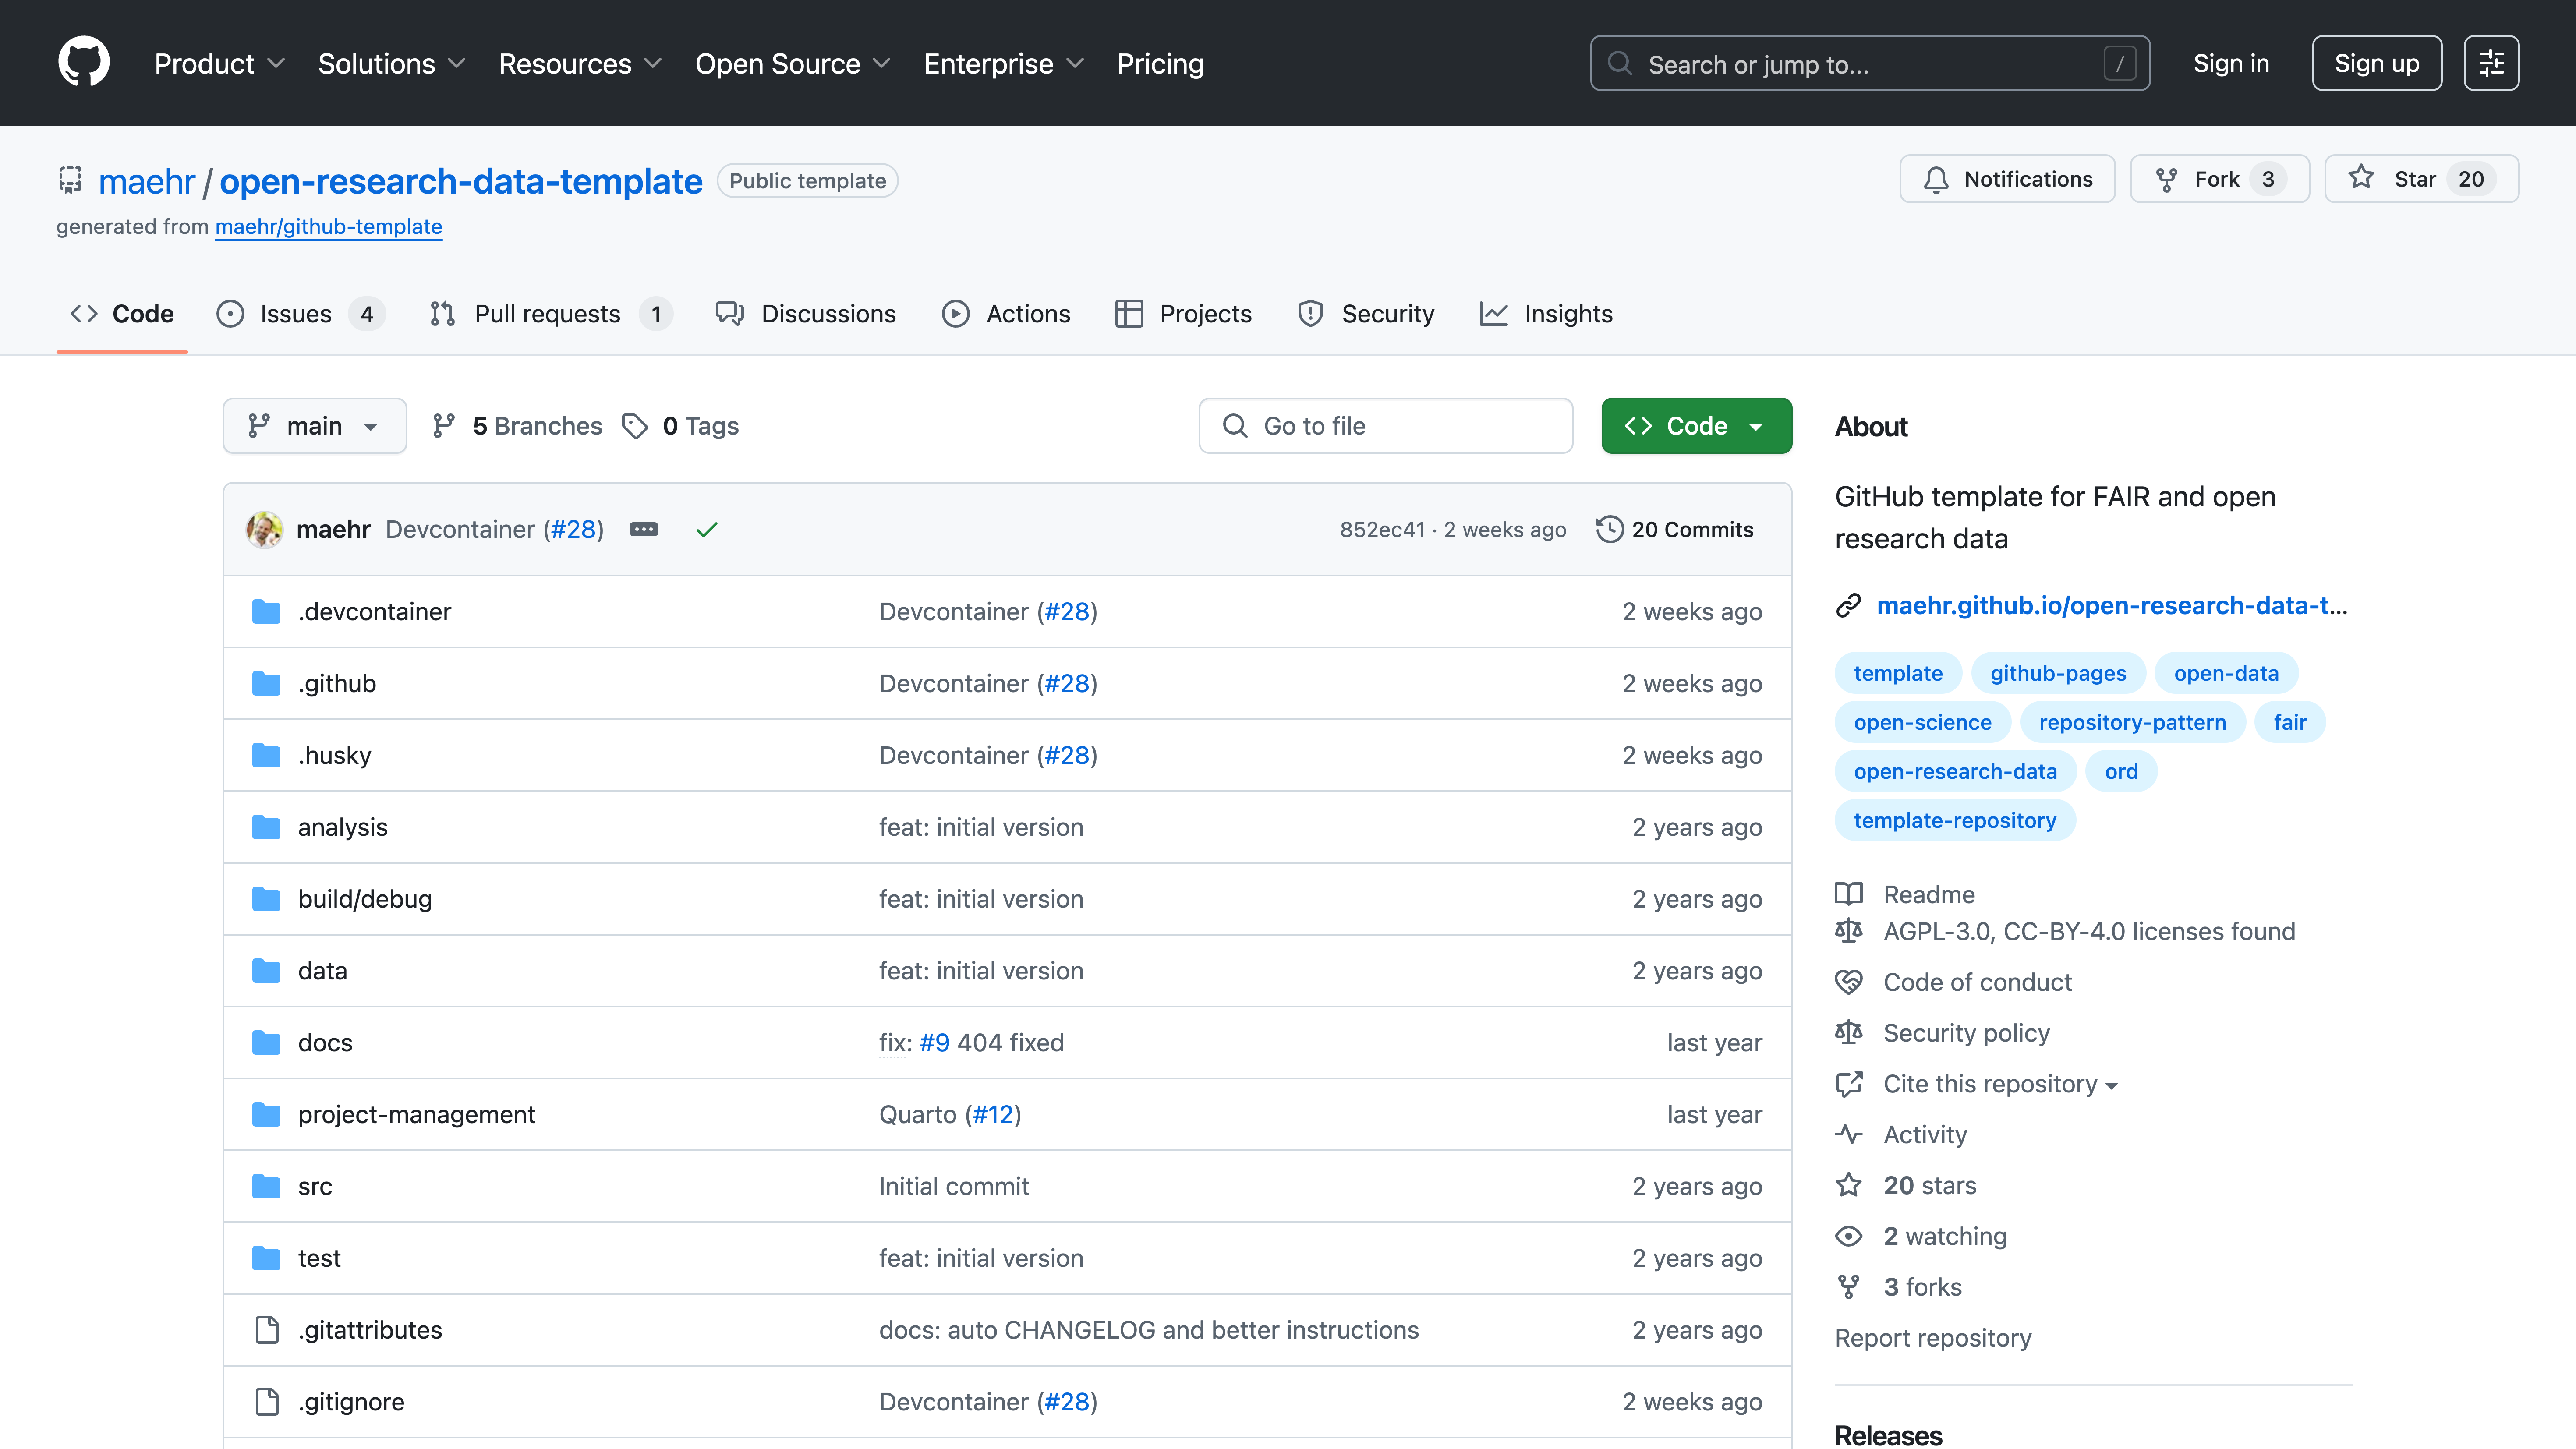 Product Solutions Resources Open Source Enterprise Pricing Search or jump to... / Sign in Sign up
maehr / open-research-data-template Public template Notifications Fork 3 Star 20
generated from maehr/github-template
Code Issues 4 Pull requests 1 Discussions Actions Projects Security Insights
main 5 Branches 0 Tags Go to file Code
maehr Devcontainer (#28) 852ec41 · 2 weeks ago 20 Commits
.devcontainer Devcontainer (#28) 2 weeks ago
.github Devcontainer (#28) 2 weeks ago
.husky Devcontainer (#28) 2 weeks ago
analysis feat: initial version 2 years ago
build/debug feat: initial version 2 years ago
data feat: initial version 2 years ago
docs fix: #9 404 fixed last year
project-management Quarto (#12) last year
src Initial commit 2 years ago
test feat: initial version 2 years ago
.gitattributes docs: auto CHANGELOG and better instructions 2 years ago
.gitignore Devcontainer (#28) 2 weeks ago
About
GitHub template for FAIR and open
research data
maehr.github.io/open-research-data-t...
template github-pages open-data
open-science repository-pattern fair
open-research-data ord
template-repository
Readme
AGPL-3.0, CC-BY-4.0 licenses found
Code of conduct
Security policy
Cite this repository
Activity
20 stars
2 watching
3 forks
Report repository
Releases